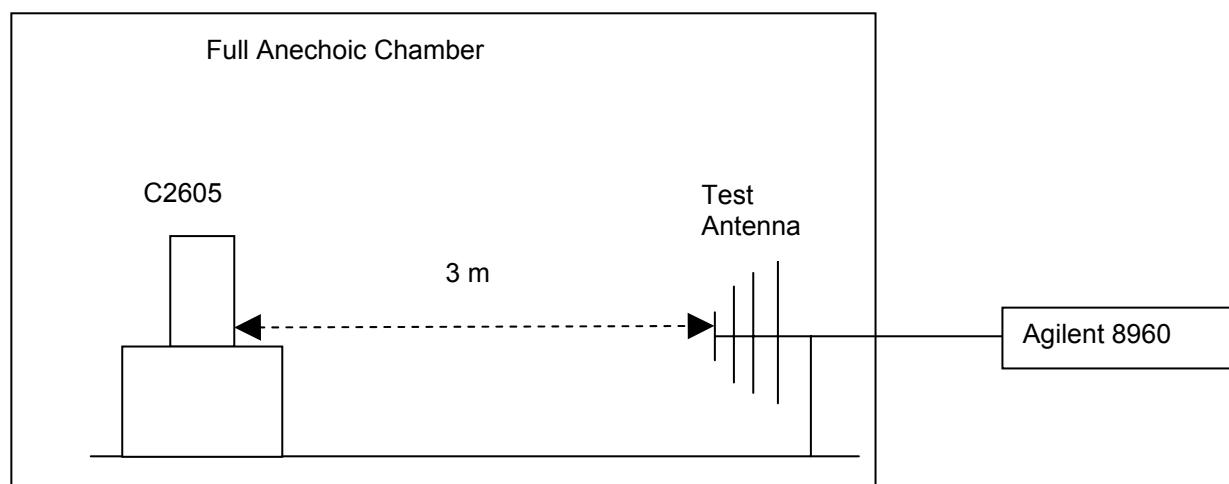 Full Anechoic Chamber
C2605
Test
Antenna
3 m
Agilent 8960